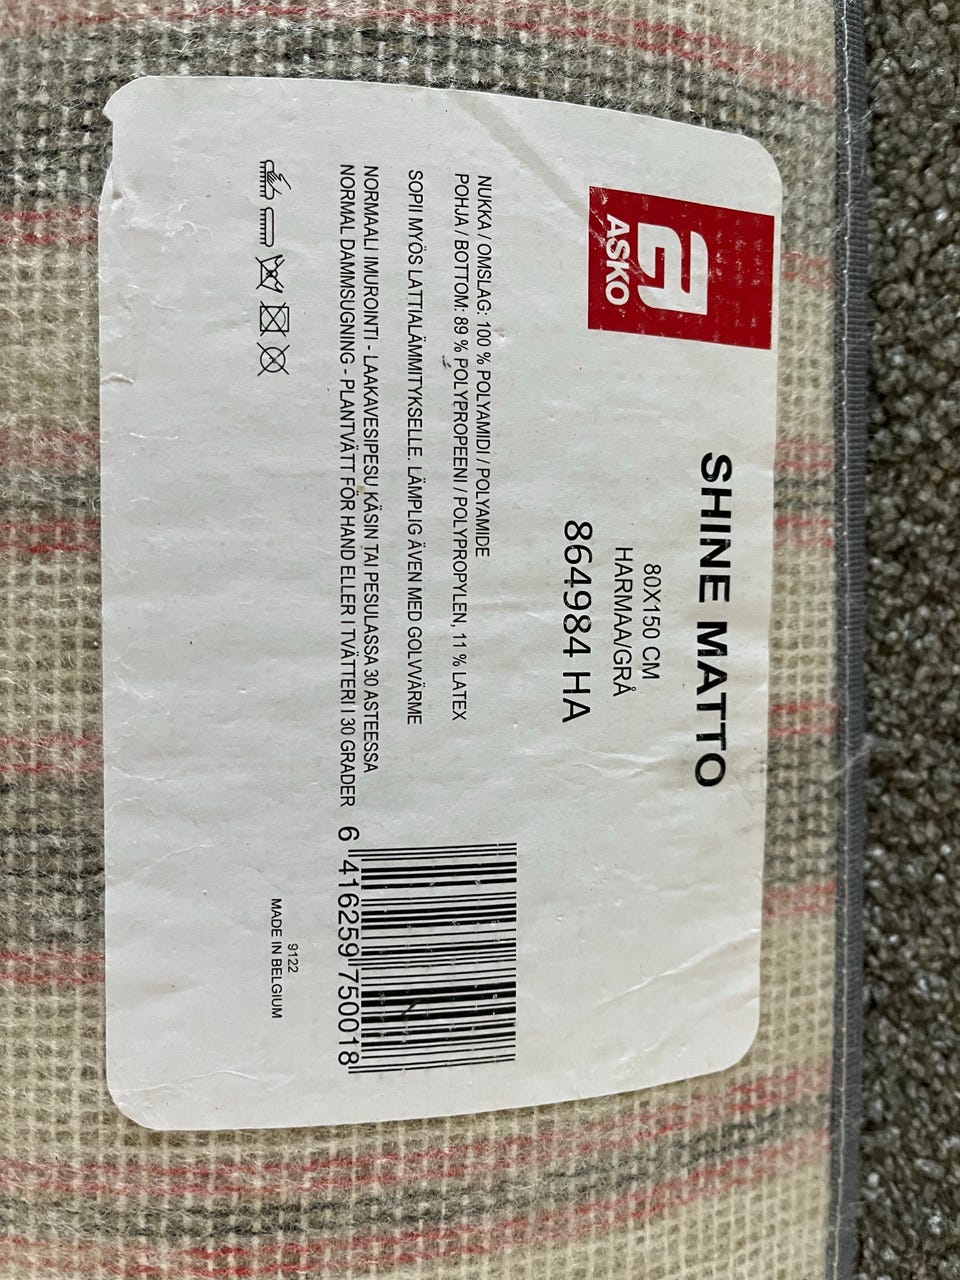 ASKO
SHINE MATTO
80X150 CM
HARMAA/GRÅ
864984 HA
NUKKA / OMSLAG: 100 % POLYAMIDI / POLYAMIDE
POHJA / BOTTOM: 89 % POLYPROPEENI / POLYPROPYLEN, 11 % LATEX
SOPII MYÖS LATTIALÄMMITYKSELLE. LÄMPLIG ÄVEN MED GOLVVÄRME
NORMAALI IMUROINTI - LAAKAVESIPESU KÄSIN TAI PESULASSA 30 ASTEESSA
NORMAL DAMMSUGNING - PLANTVÄTT FÖR HAND ELLER I TVÄTTERI I 30 GRADER
6 416259 750018
9122
MADE IN BELGIUM